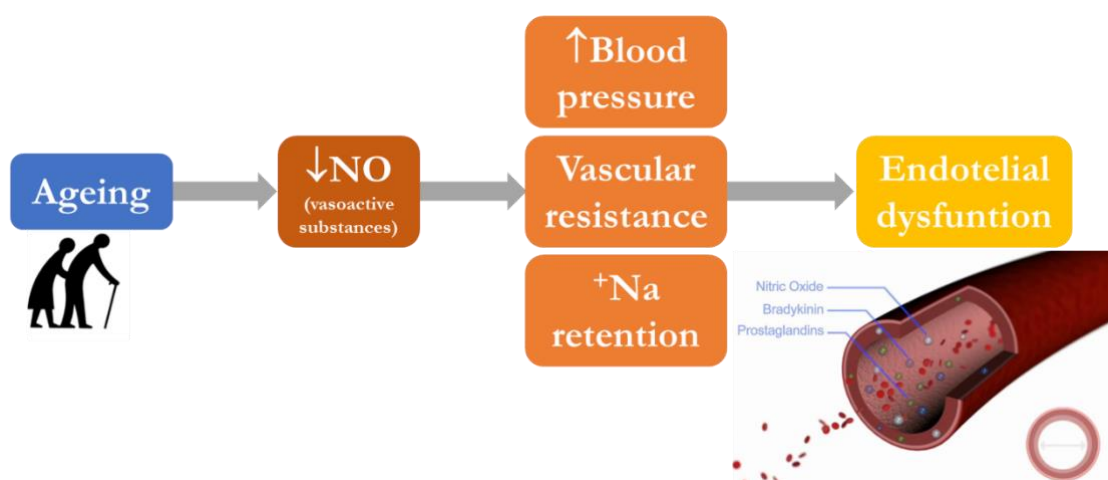 Ageing
↓NO
(vasoactive
substances)
↑Blood
pressure
Vascular
resistance
⁺Na
retention
Endotelial
dysfuntion
Nitric Oxide
Bradykinin
Prostaglandins